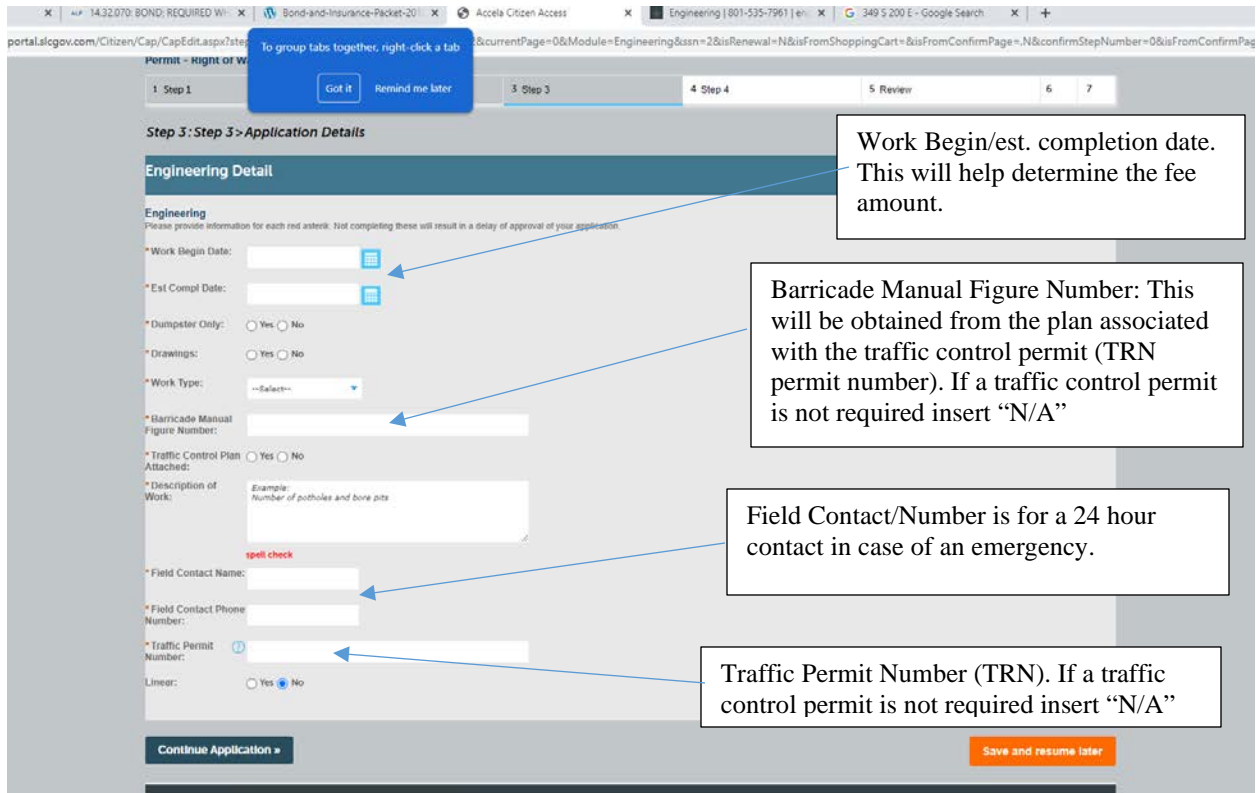 14.32.070: BOND; REQUIRED WH
Bond-and-Insurance-Packet-20
Accela Citizen Access
Engineering | 801-535-7961 | en
349 S 200 E - Google Search
portal.slcgov.com/Citizen/Cap/CapEdit.aspx?step
2&currentPage=0&Module=Engineering&ssn=2&isRenewal=N&isFromShoppingCart=&isFromConfirmPage=,N&confirmStepNumber=0&isFromConfirmPag
To group tabs together, right-click a tab
Got it Remind me later
Permit - Right of W
1 Step 1
3 Step 3
4 Step 4
5 Review
6
7
Step 3: Step 3>Application Details
Engineering Detail
Engineering
Please provide information for each red asterik. Not completing these will result in a delay of approval of your application.
*Work Begin Date:
*Est Compl Date:
*Dumpster Only: Yes No
*Drawings: Yes No
*Work Type: --Select--
*Barricade Manual
Figure Number:
*Traffic Control Plan Yes No
Attached:
*Description of
Work:
Example:
Number of potholes and bore pits
spell check
*Field Contact Name:
*Field Contact Phone
Number:
*Traffic Permit ?
Number:
Linear: Yes No
Continue Application »
Save and resume later
Work Begin/est. completion date.
This will help determine the fee
amount.
Barricade Manual Figure Number: This
will be obtained from the plan associated
with the traffic control permit (TRN
permit number). If a traffic control permit
is not required insert “N/A”
Field Contact/Number is for a 24 hour
contact in case of an emergency.
Traffic Permit Number (TRN). If a traffic
control permit is not required insert “N/A”